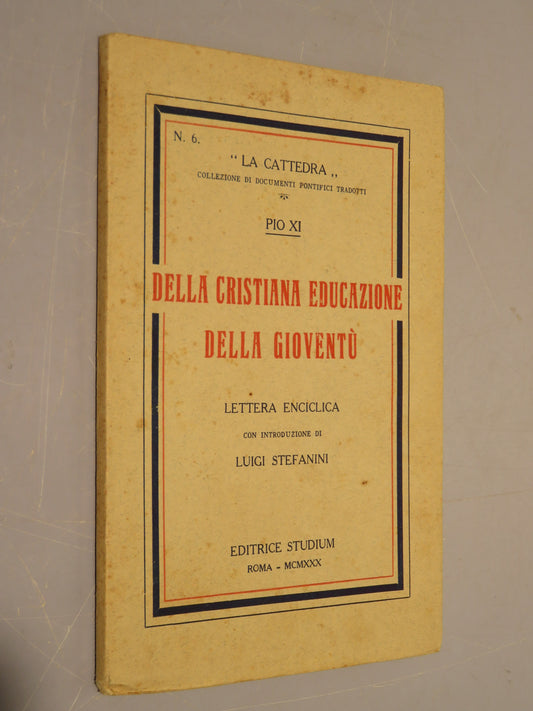 N. 6.
" LA CATTEDRA „
COLLEZIONE DI DOCUMENTI PONTIFICI TRADOTTI
PIO XI
DELLA CRISTIANA EDUCAZIONE
DELLA GIOVENTÙ
LETTERA ENCICLICA
CON INTRODUZIONE DI
LUIGI STEFANINI
EDITRICE STUDIUM
ROMA - MCMXXX